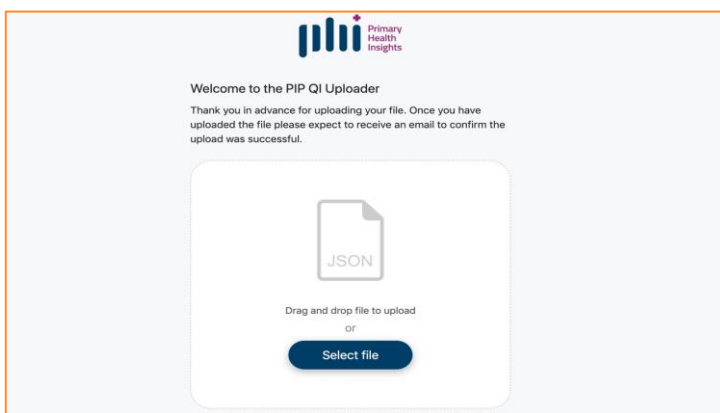 phi
Primary
Health
Insights
Welcome to the PIP QI Uploader
Thank you in advance for uploading your file. Once you have
uploaded the file please expect to receive an email to confirm the
upload was successful.
JSON
Drag and drop file to upload
or
Select file